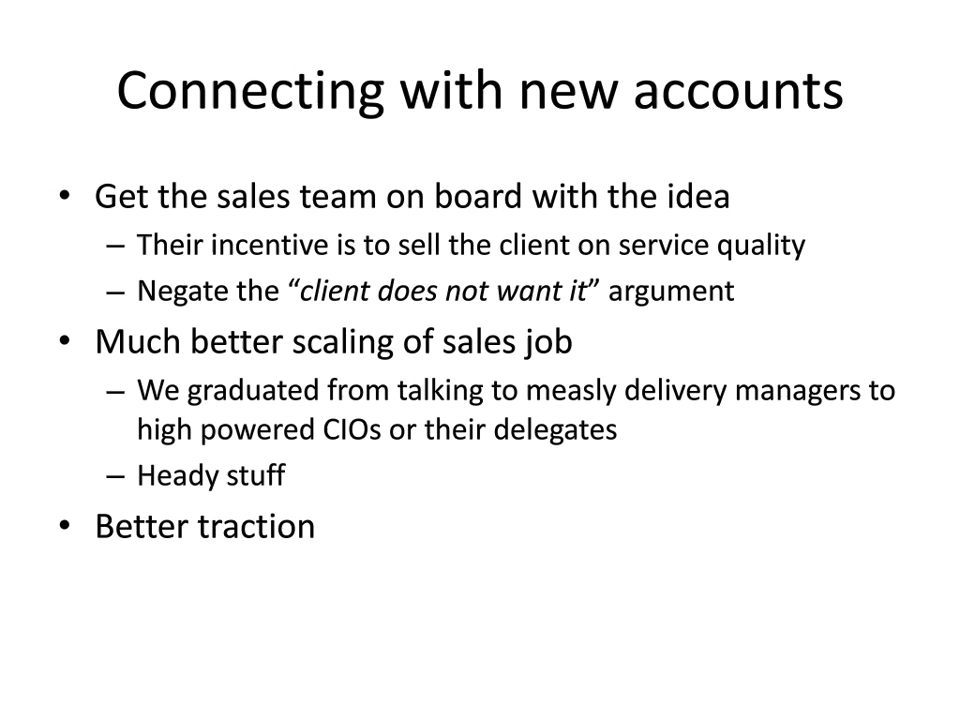 Connecting with new accounts
• Get the sales team on board with the idea
– Their incentive is to sell the client on service quality
– Negate the “client does not want it” argument
• Much better scaling of sales job
– We graduated from talking to measly delivery managers to
high powered CIOs or their delegates
– Heady stuff
• Better traction